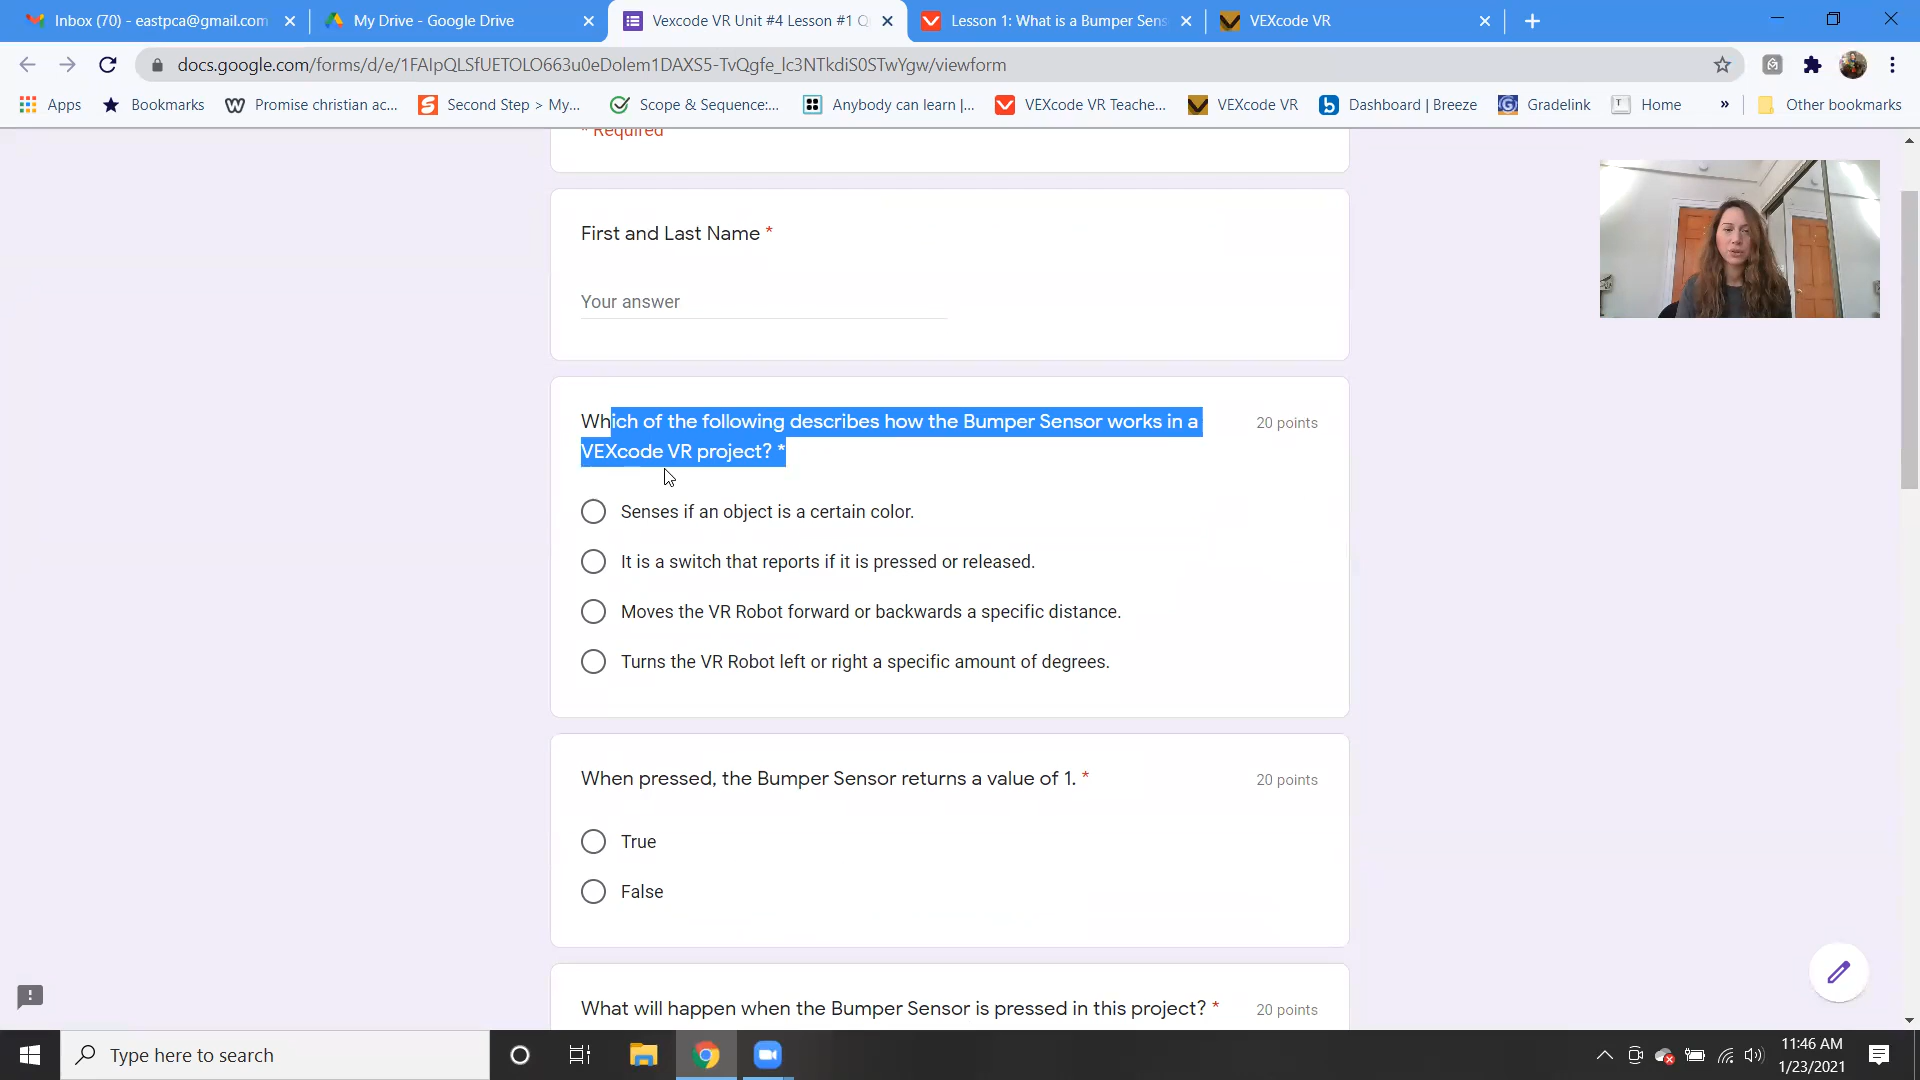 Inbox (70) - eastpca@gmail.com
My Drive - Google Drive
Vexcode VR Unit #4 Lesson #1 Q
Lesson 1: What is a Bumper Sens
VEXcode VR
docs.google.com/forms/d/e/1FAIpQLSfUETOLO663u0eDolem1DAXS5-TvQgfe_lc3NTkdiS0STwYgw/viewform
Apps
Bookmarks
Promise christian ac...
Second Step > My...
Scope & Sequence:...
Anybody can learn |...
VEXcode VR Teache...
VEXcode VR
Dashboard | Breeze
Gradelink
Home
»
Other bookmarks
* Required
First and Last Name *
Your answer
Which of the following describes how the Bumper Sensor works in a
VEXcode VR project? *
20 points
Senses if an object is a certain color.
It is a switch that reports if it is pressed or released.
Moves the VR Robot forward or backwards a specific distance.
Turns the VR Robot left or right a specific amount of degrees.
When pressed, the Bumper Sensor returns a value of 1. *
20 points
True
False
What will happen when the Bumper Sensor is pressed in this project? *
20 points
Type here to search
11:46 AM
1/23/2021